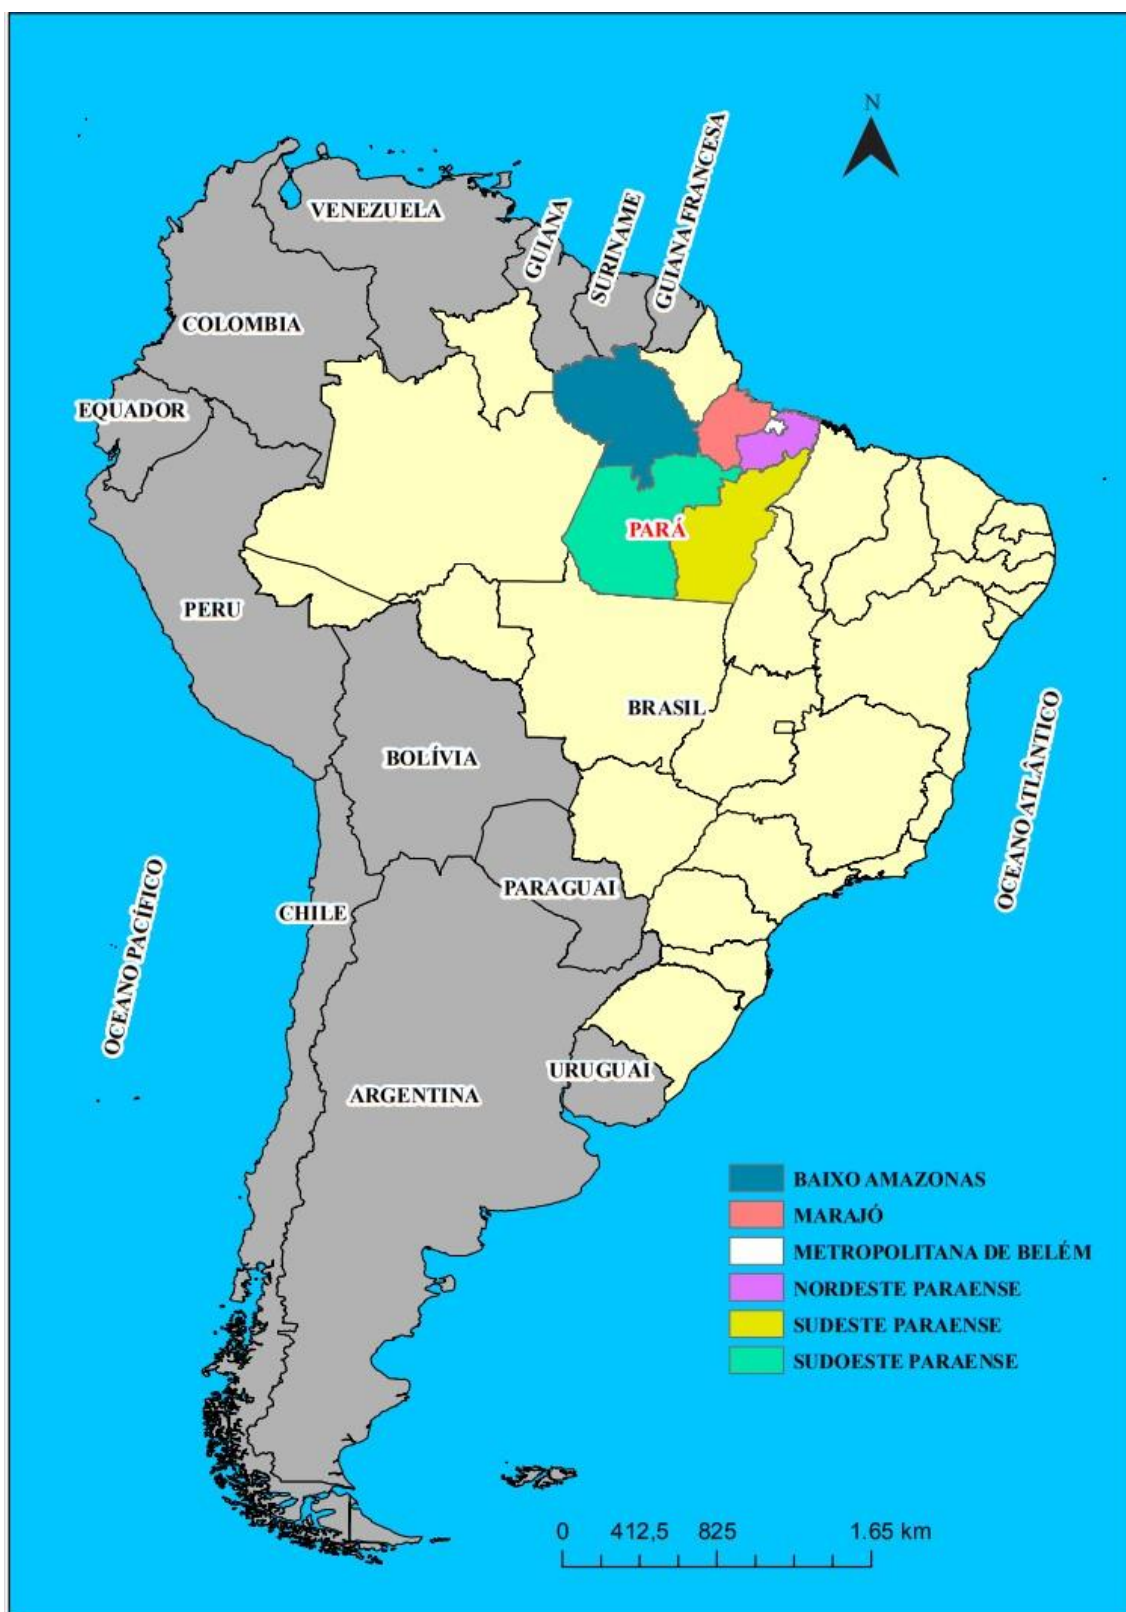 N
VENEZUELA
GUIANA
SURINAME
GUIANA FRANCESA
COLOMBIA
EQUADOR
PARÁ
PERU
BRASIL
BOLÍVIA
OCEANO ATLÂNTICO
PARAGUAI
CHILE
OCEANO PACÍFICO
URUGUAI
ARGENTINA
BAIXO AMAZONAS
MARAJÓ
METROPOLITANA DE BELÉM
NORDESTE PARAENSE
SUDESTE PARAENSE
SUDOESTE PARAENSE
0 412,5 825 1.65 km